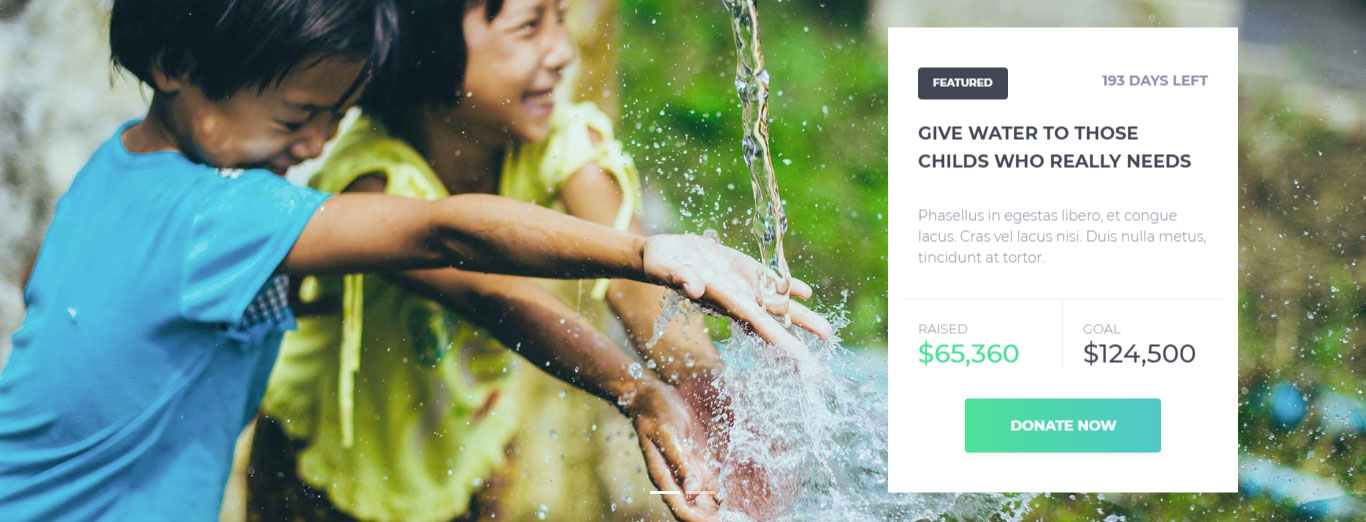 FEATURED
193 DAYS LEFT
GIVE WATER TO THOSE
CHILDS WHO REALLY NEEDS
Phasellus in egestas libero, et congue
lacus. Cras vel lacus nisi. Duis nulla metus,
tincidunt at tortor.
RAISED
GOAL
$65,360
$124,500
DONATE NOW